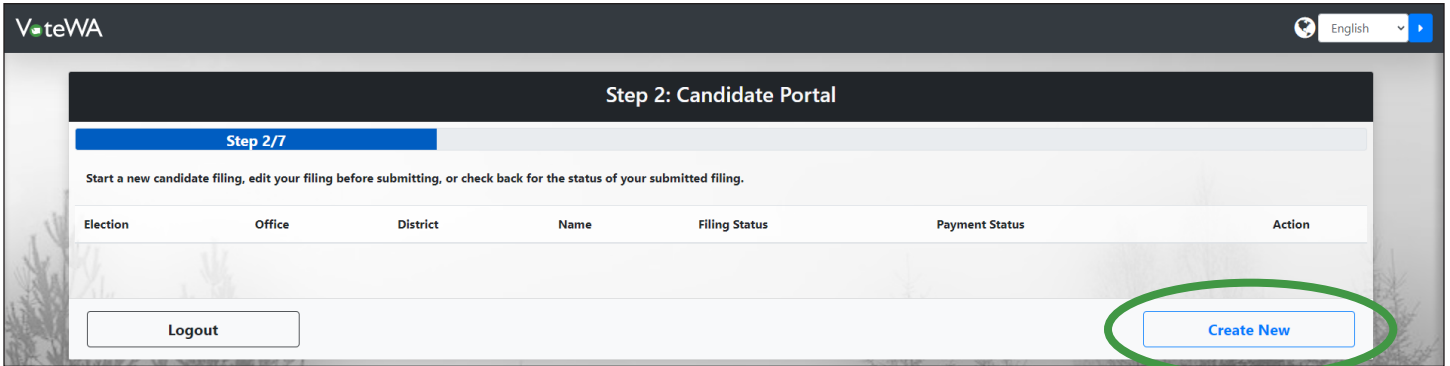 VoteWA
English
Step 2: Candidate Portal
Step 2/7
Start a new candidate filing, edit your filing before submitting, or check back for the status of your submitted filing.
Election Office District Name Filing Status Payment Status Action
Logout Create New